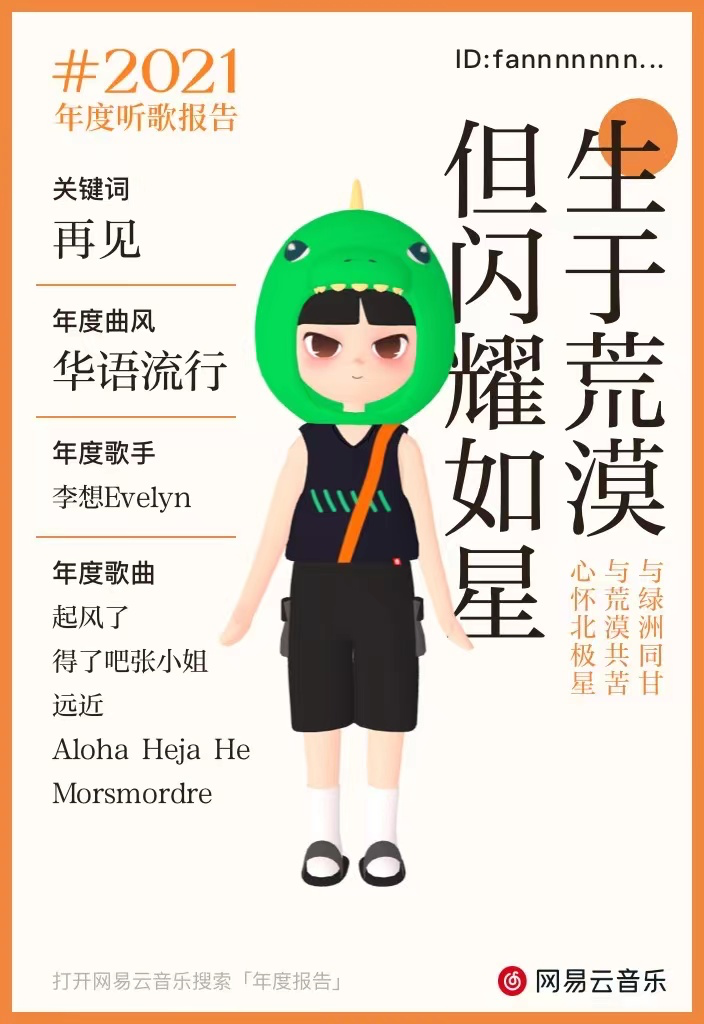 #2021
年度听歌报告
ID:fannnnnnn...
关键词
再见
年度曲风
华语流行
年度歌手
李想Evelyn
年度歌曲
起风了
得了吧张小姐
远近
Aloha Heja He
Morsmordre
生于荒漠
但闪耀如星
与绿洲同甘
与荒漠共苦
心怀北极星
打开网易云音乐搜索「年度报告」
网易云音乐